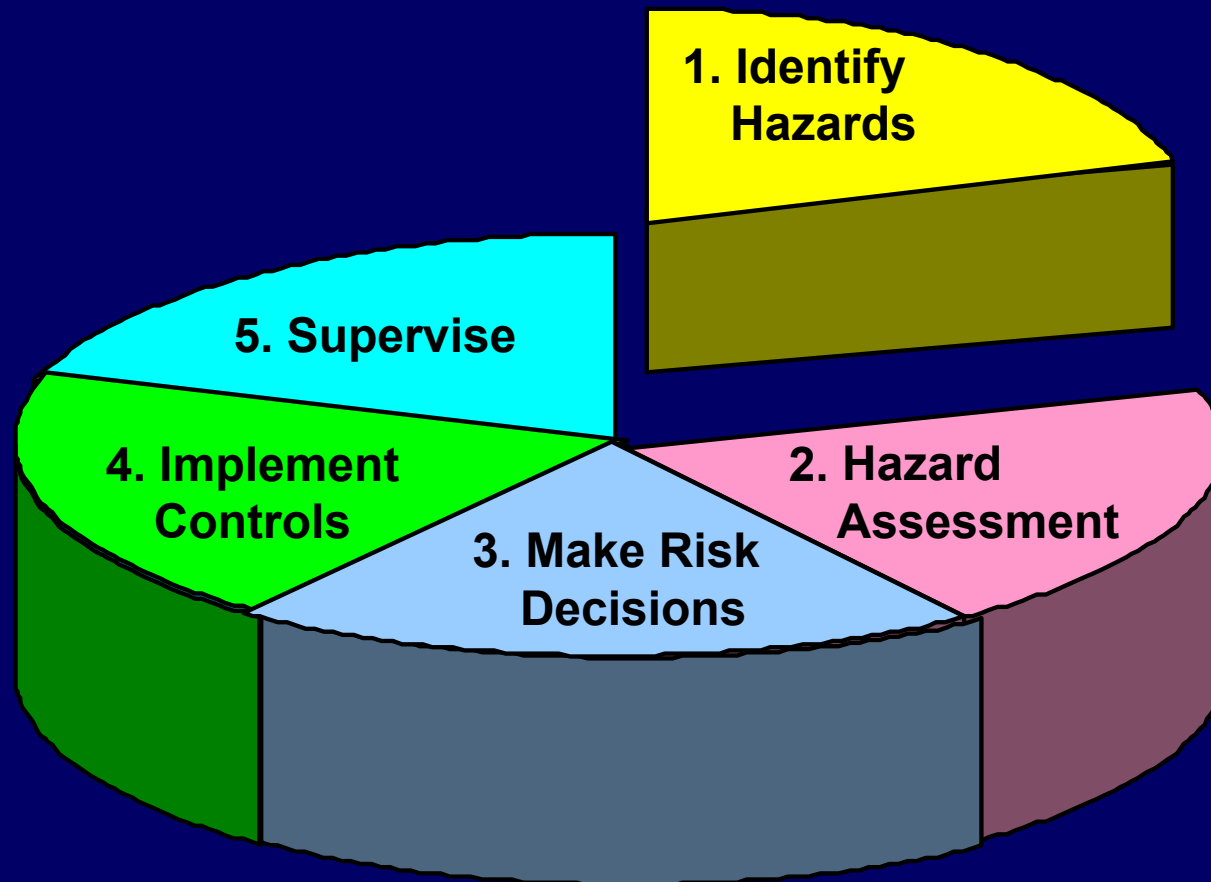 1. Identify
Hazards
2. Hazard
Assessment
3. Make Risk
Decisions
4. Implement
Controls
5. Supervise